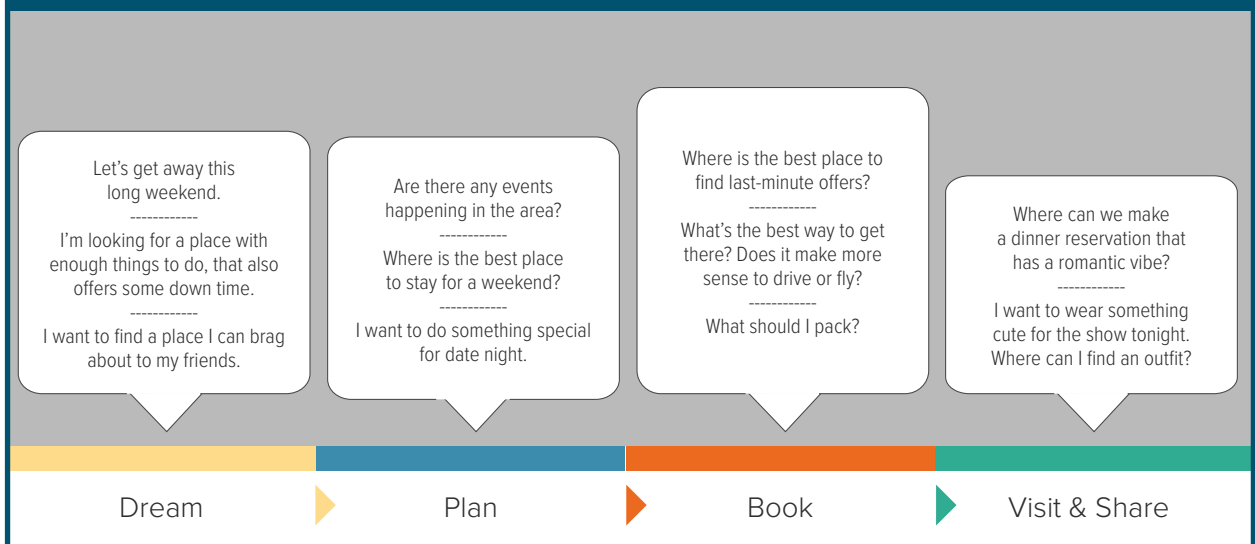 Let's get away this
long weekend.
------------
I'm looking for a place with
enough things to do, that also
offers some down time.
------------
I want to find a place I can brag
about to my friends.
Are there any events
happening in the area?
------------
Where is the best place
to stay for a weekend?
------------
I want to do something special
for date night.
Where is the best place to
find last-minute offers?
------------
What's the best way to get
there? Does it make more
sense to drive or fly?
------------
What should I pack?
Where can we make
a dinner reservation that
has a romantic vibe?
------------
I want to wear something
cute for the show tonight.
Where can I find an outfit?
Dream
Plan
Book
Visit & Share